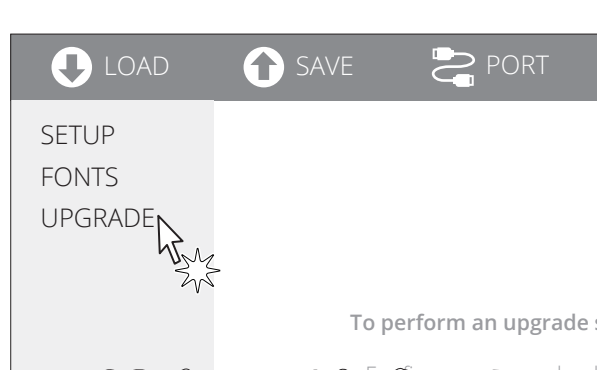 LOAD SAVE PORT
SETUP
FONTS
UPGRADE
To perform an upgrade